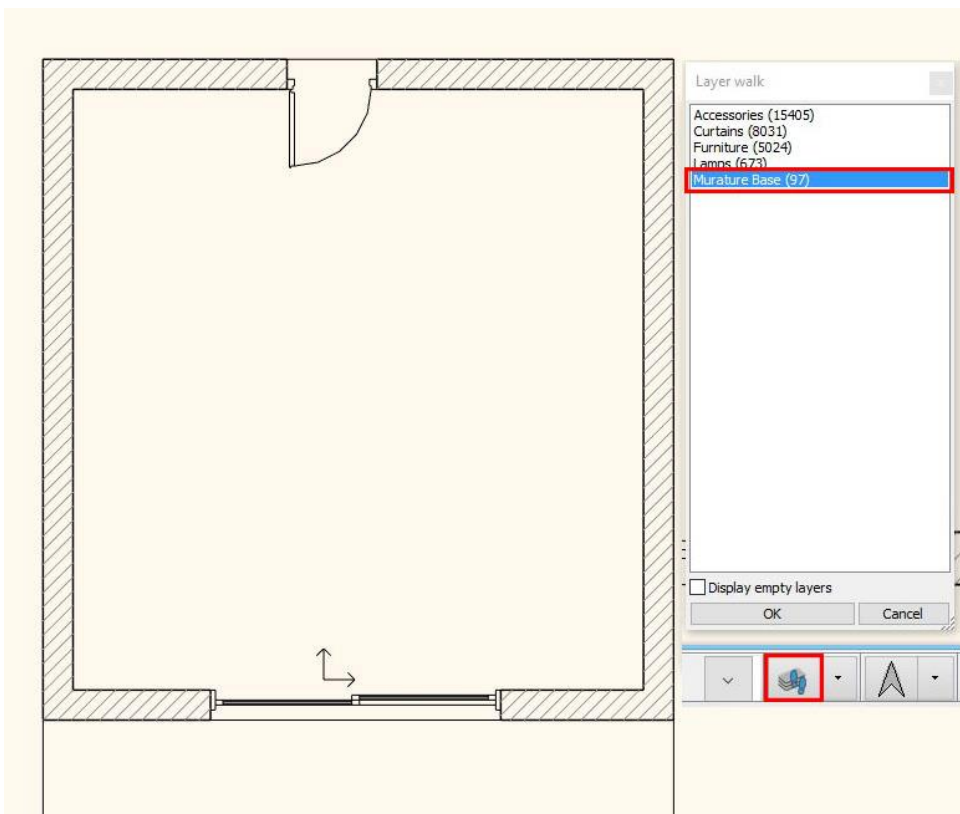 Layer walk
Accessories (15405)
Curtains (8031)
Furniture (5024)
Lamps (673)
Murature Base (97)
Display empty layers
OK
Cancel